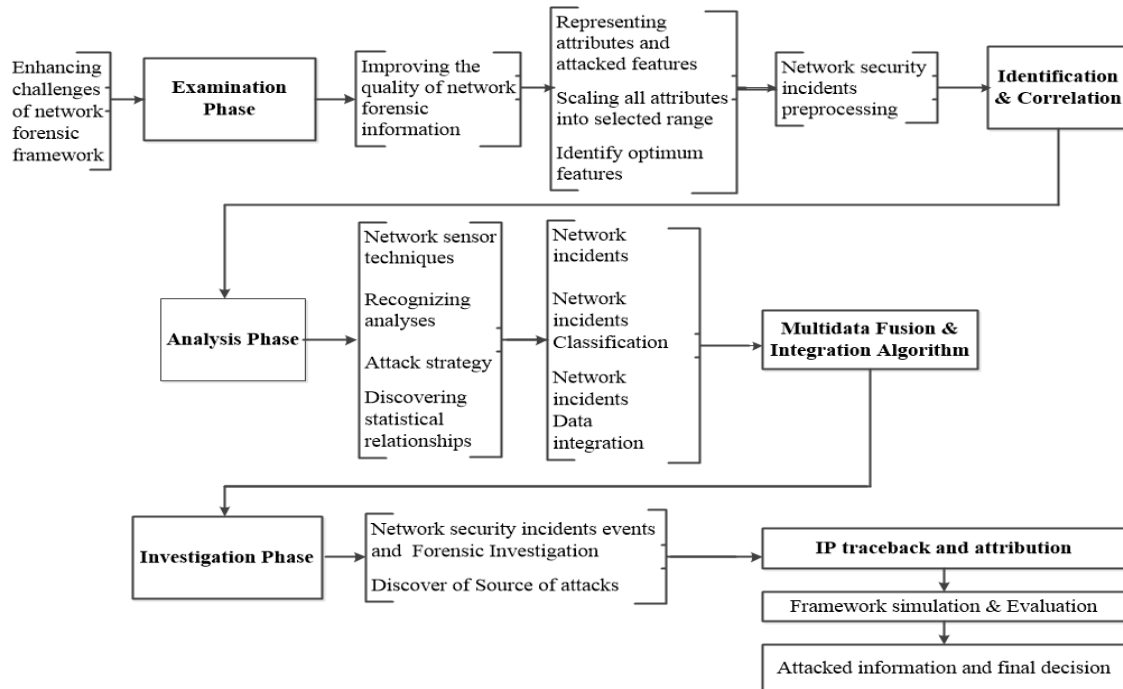 Enhancing
challenges
of network
forensic
framework
Examination
Phase
Improving the
quality of network
forensic
information
Representing
attributes and
attacked features
Scaling all attributes
into selected range
Identify optimum
features
Network security
incidents
preprocessing
Identification
& Correlation
Analysis Phase
Network sensor
techniques
Recognizing
analyses
Attack strategy
Discovering
statistical
relationships
Network
incidents
Network
incidents
Classification
Network
incidents
Data
integration
Multidata Fusion &
Integration Algorithm
Investigation Phase
Network security incidents events
and Forensic Investigation
Discover of Source of attacks
IP traceback and attribution
Framework simulation & Evaluation
Attacked information and final decision